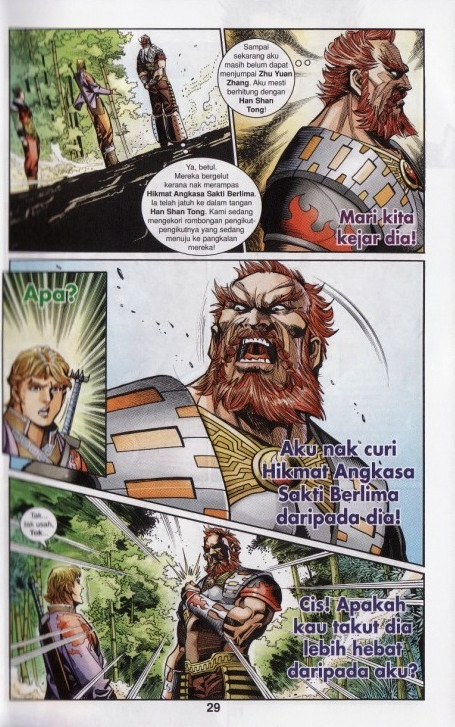 Sampai
sekarang aku
masih belum dapat
menjumpai Zhu Yuan
Zhang. Aku mesti
berhitung dengan
Han Shan
Tong!
Ya, betul.
Mereka bergelut
kerana nak merampas
Hikmat Angkasa Sakti Berlima.
Ia telah jatuh ke dalam tangan
Han Shan Tong. Kami sedang
mengekori rombongan pengikut-
pengikutnya yang sedang
menuju ke pangkalan
mereka!
Mari kita
kejar dia!
Apa?
Aku nak curi
Hikmat Angkasa
Sakti Berlima
daripada dia!
Tak...
tak usah,
Tok...
Cis! Apakah
kau takut dia
lebih hebat
daripada aku?
29